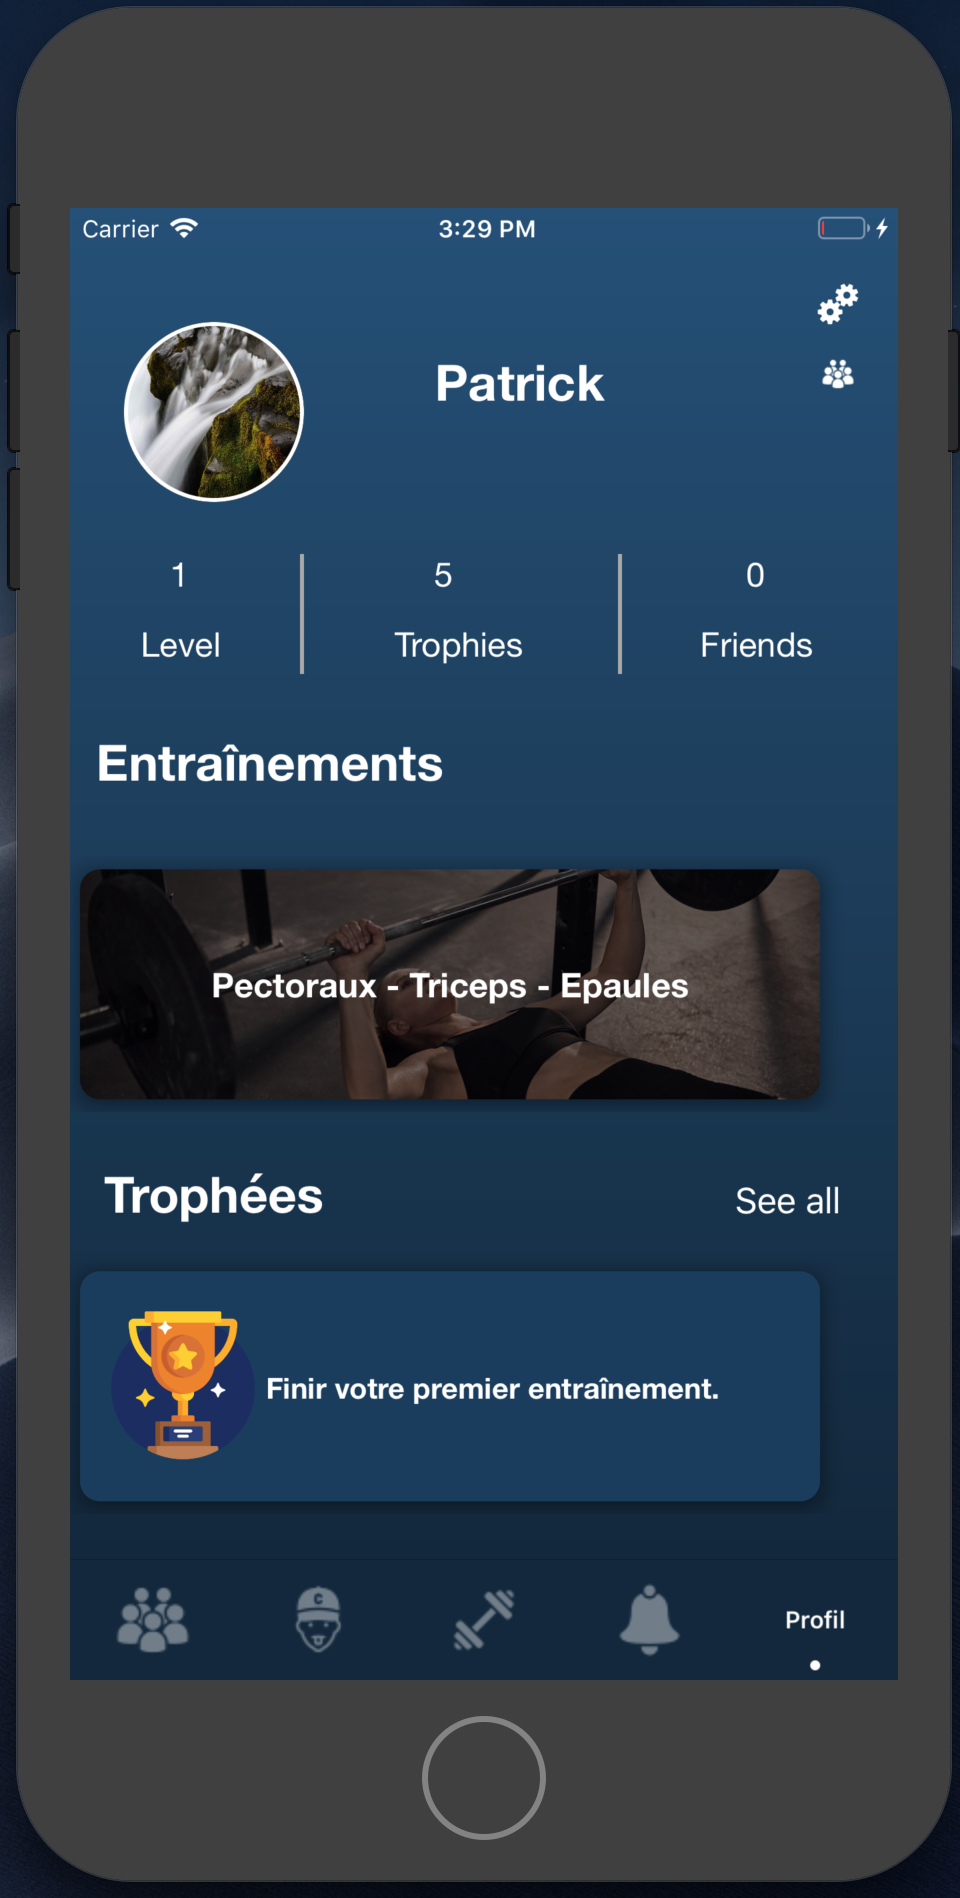 Carrier 3:29 PM
Patrick
1 5 0
Level Trophies Friends
Entraînements
Pectoraux - Triceps - Epaules
Trophées See all
Finir votre premier entraînement.
C
Profil